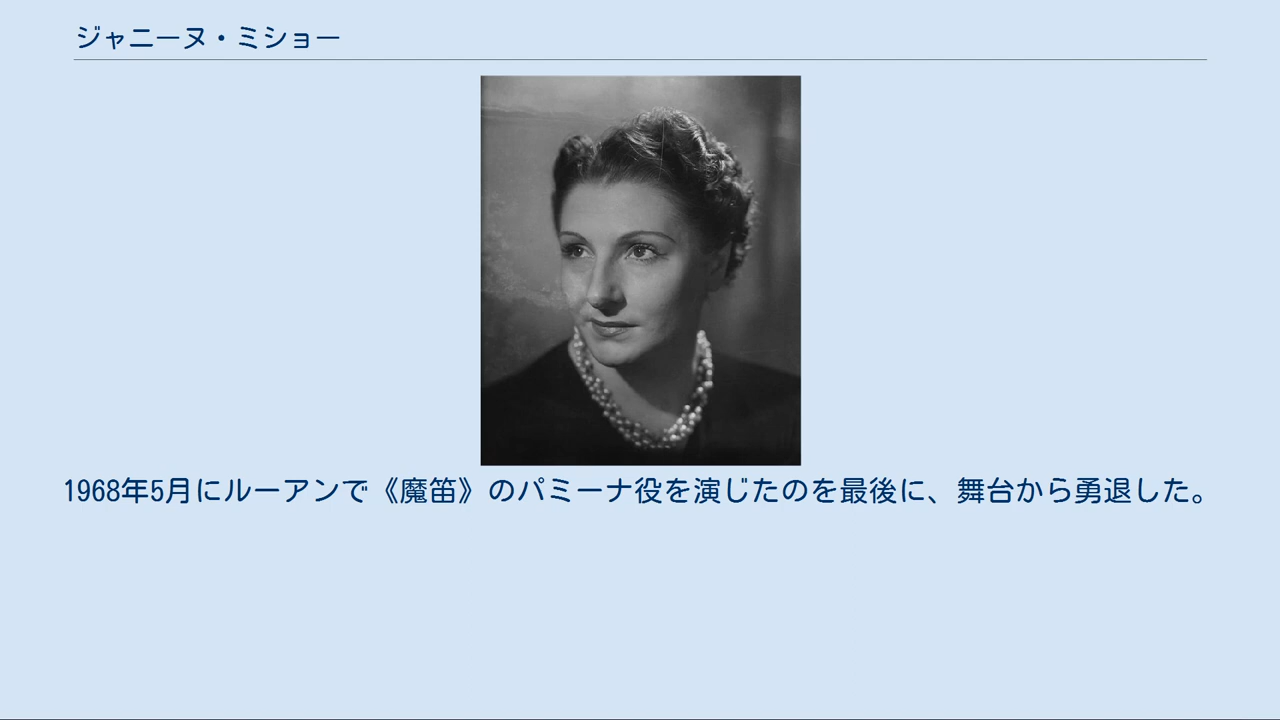 ジャニーヌ・ミショー
1968年5月にルーアンで《魔笛》のパミーナ役を演じたのを最後に、舞台から勇退した。